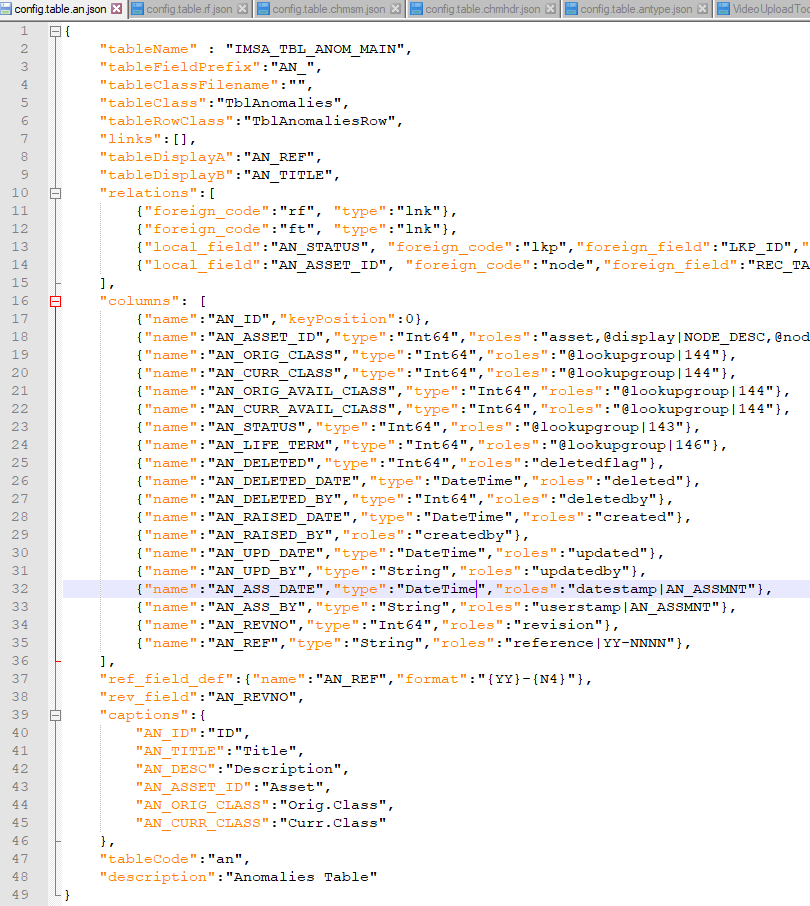 config.table.an.json config.table.rf.json config.table.chmsm.json config.table.chmhdr.json config.table.antype.json VideoUploadToo
1 {
2 "tableName" : "IMSA_TBL_ANOM_MAIN",
3 "tableFieldPrefix":"AN_",
4 "tableClassFilename":"",
5 "tableClass":"TblAnomalies",
6 "tableRowClass":"TblAnomaliesRow",
7 "links":[],
8 "tableDisplayA":"AN_REF",
9 "tableDisplayB":"AN_TITLE",
10 "relations":[
11 {"foreign_code":"rf", "type":"lnk"},
12 {"foreign_code":"ft", "type":"lnk"},
13 {"local_field":"AN_STATUS", "foreign_code":"lkp","foreign_field":"LKP_ID","
14 {"local_field":"AN_ASSET_ID", "foreign_code":"node","foreign_field":"REC_TA
15 ],
16 "columns": [
17 {"name":"AN_ID","keyPosition":0},
18 {"name":"AN_ASSET_ID","type":"Int64","roles":"asset,@display|NODE_DESC,@nod
19 {"name":"AN_ORIG_CLASS","type":"Int64","roles":"@lookupgroup|144"},
20 {"name":"AN_CURR_CLASS","type":"Int64","roles":"@lookupgroup|144"},
21 {"name":"AN_ORIG_AVAIL_CLASS","type":"Int64","roles":"@lookupgroup|144"},
22 {"name":"AN_CURR_AVAIL_CLASS","type":"Int64","roles":"@lookupgroup|144"},
23 {"name":"AN_STATUS","type":"Int64","roles":"@lookupgroup|143"},
24 {"name":"AN_LIFE_TERM","type":"Int64","roles":"@lookupgroup|146"},
25 {"name":"AN_DELETED","type":"Int64","roles":"deletedflag"},
26 {"name":"AN_DELETED_DATE","type":"DateTime","roles":"deleted"},
27 {"name":"AN_DELETED_BY","type":"Int64","roles":"deletedby"},
28 {"name":"AN_RAISED_DATE","type":"DateTime","roles":"created"},
29 {"name":"AN_RAISED_BY","roles":"createdby"},
30 {"name":"AN_UPD_DATE","type":"DateTime","roles":"updated"},
31 {"name":"AN_UPD_BY","type":"String","roles":"updatedby"},
32 {"name":"AN_ASS_DATE","type":"DateTime","roles":"datestamp|AN_ASSMNT"},
33 {"name":"AN_ASS_BY","type":"String","roles":"userstamp|AN_ASSMNT"},
34 {"name":"AN_REVNO","type":"Int64","roles":"revision"},
35 {"name":"AN_REF","type":"String","roles":"reference|YY-NNNN"},
36 ],
37 "ref_field_def":{"name":"AN_REF","format":"{YY}-{N4}"},
38 "rev_field":"AN_REVNO",
39 "captions":{
40 "AN_ID":"ID",
41 "AN_TITLE":"Title",
42 "AN_DESC":"Description",
43 "AN_ASSET_ID":"Asset",
44 "AN_ORIG_CLASS":"Orig.Class",
45 "AN_CURR_CLASS":"Curr.Class"
46 },
47 "tableCode":"an",
48 "description":"Anomalies Table"
49 }